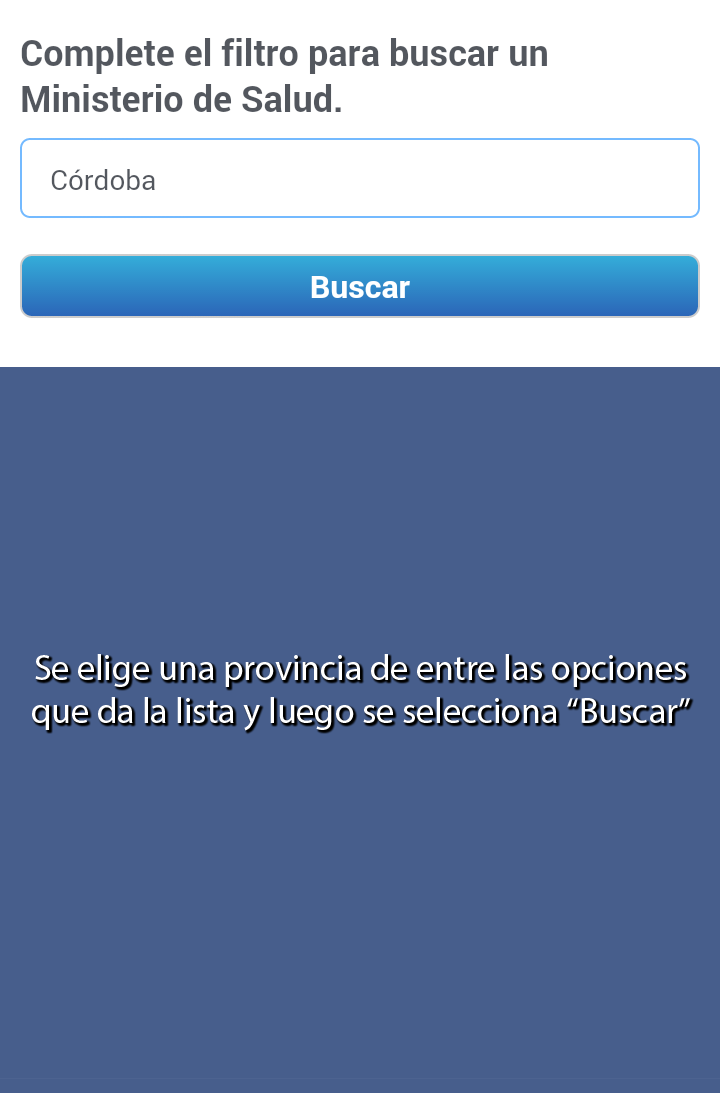 Complete el filtro para buscar un
Ministerio de Salud.
Córdoba
Buscar
Se elige una provincia de entre las opciones
que da la lista y luego se selecciona “Buscar”